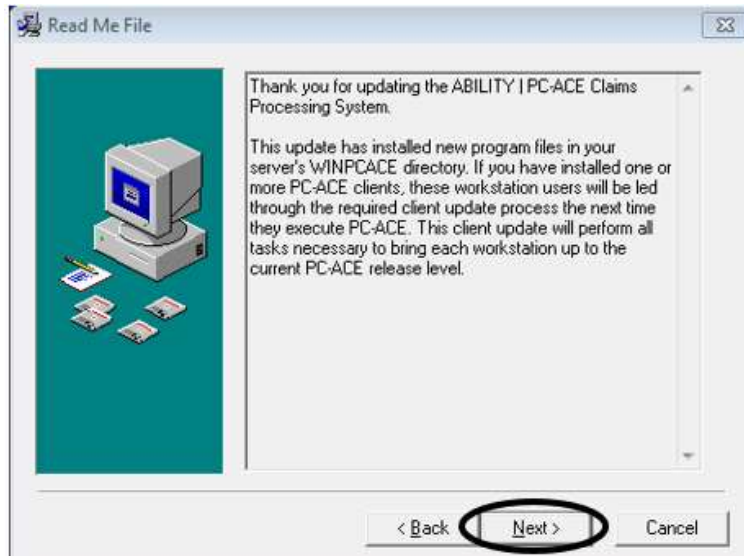 Read Me File
Thank you for updating the ABILITY | PC-ACE Claims
Processing System.
This update has installed new program files in your
server's WINPCACE directory. If you have installed one or
more PC-ACE clients, these workstation users will be led
through the required client update process the next time
they execute PC-ACE. This client update will perform all
tasks necessary to bring each workstation up to the
current PC-ACE release level.
< Back Next > Cancel